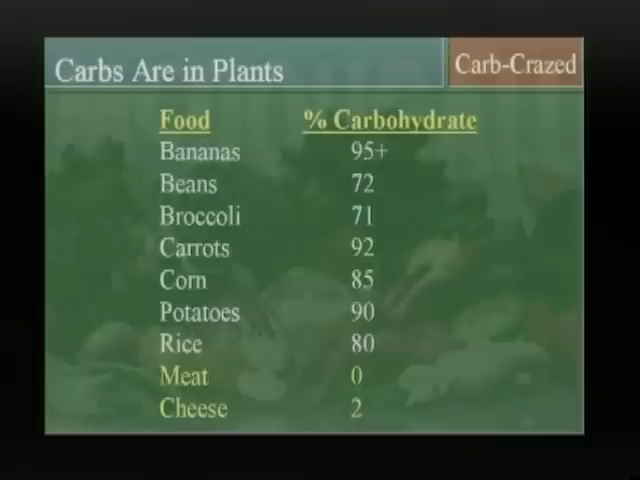 Carbs Are in Plants
Carb-Crazed
Food % Carbohydrate
Bananas 95+
Beans 72
Broccoli 71
Carrots 92
Corn 85
Potatoes 90
Rice 80
Meat 0
Cheese 2